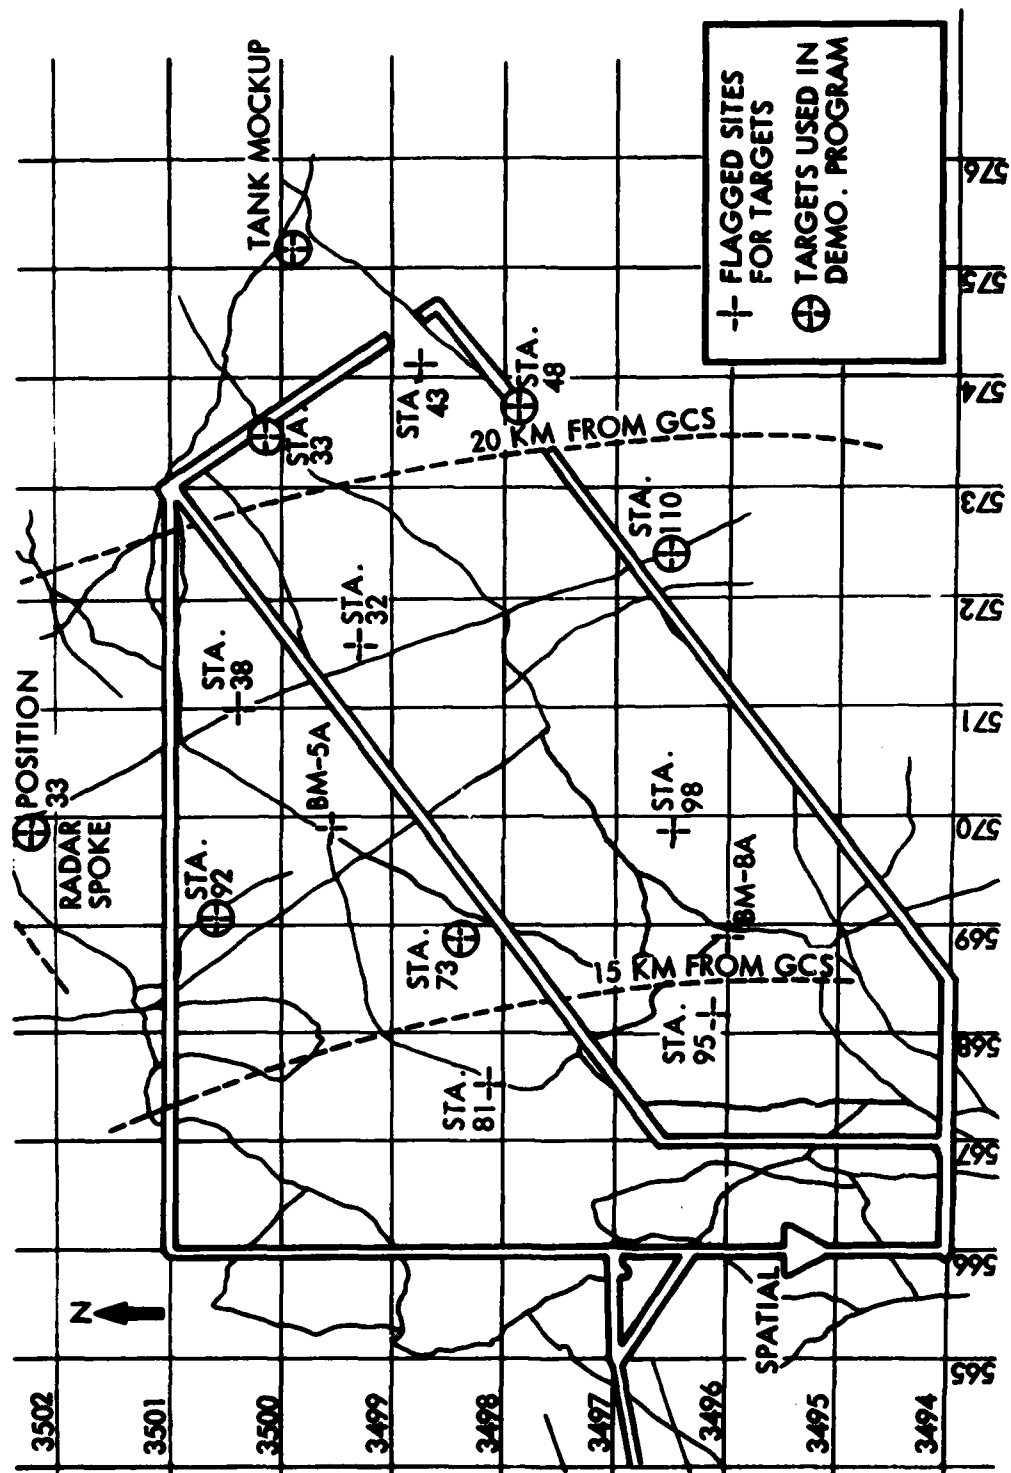 TANK MOCKUP
FLAGGED SITES
FOR TARGETS
TARGETS USED IN
DEMO. PROGRAM
STA.
33
STA.
43
STA.
48
20 KM FROM GCS
STA.
110
STA.
32
STA.
38
POSITION
33
RADAR
SPOKE
BM-5A
STA.
98
STA.
92
BM-8A
STA.
73
15 KM FROM GCS
STA.
95
STA.
81
SPATIAL
N
3502
3501
3500
3499
3498
3497
3496
3495
3494
565
566
567
568
569
570
571
572
573
574
575
576